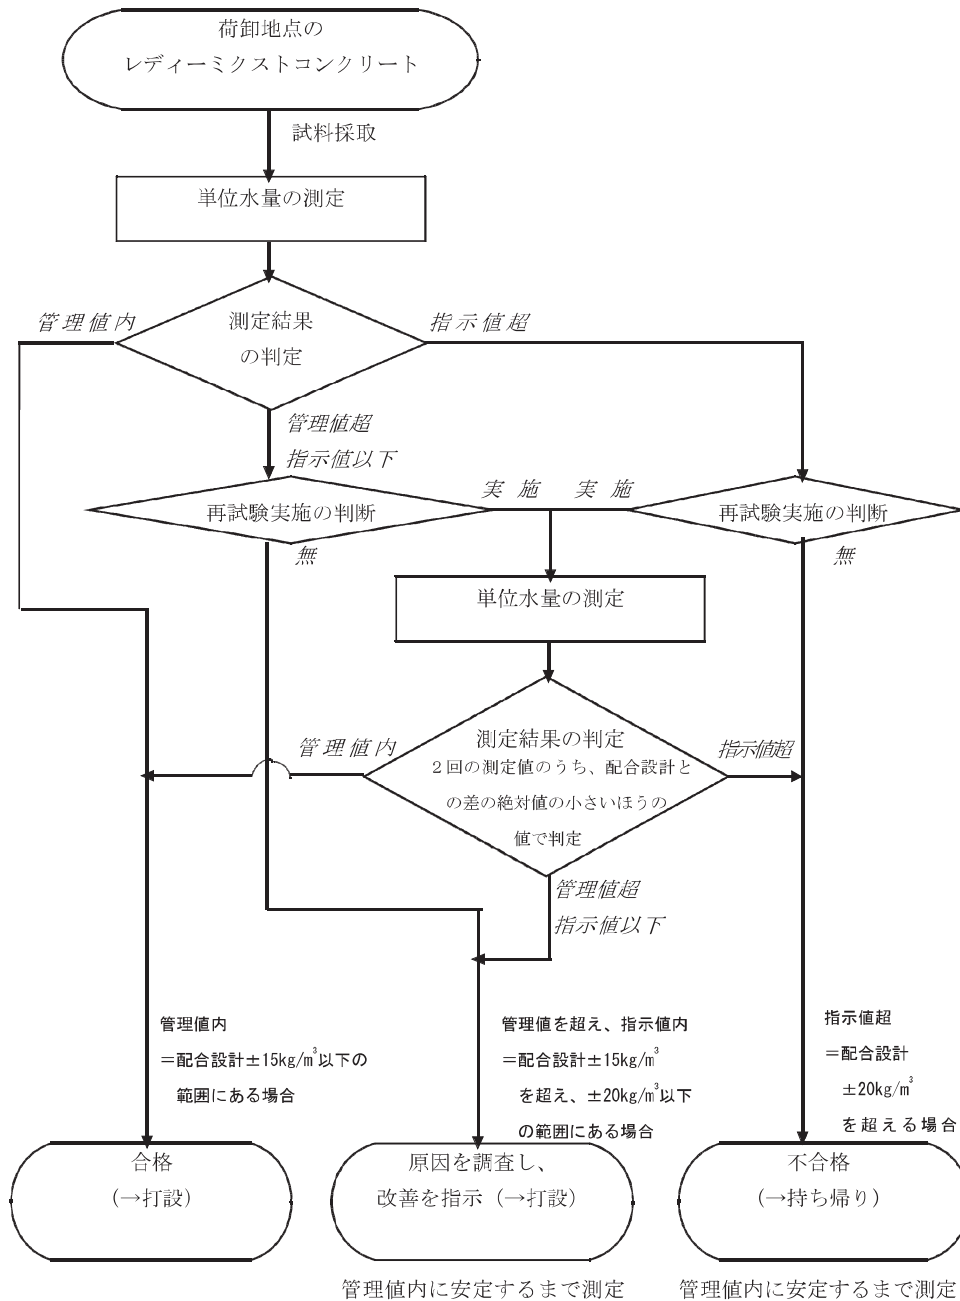 荷卸地点の
レディーミクストコンクリート
試料採取
単位水量の測定
管理値内
測定結果
の判定
指示値超
管理値超
指示値以下
再試験実施の判断
実 施
実 施
再試験実施の判断
無
無
単位水量の測定
管理値内
測定結果の判定
2回の測定値のうち、配合設計と
の差の絶対値の小さいほうの
値で判定
指示値超
管理値超
指示値以下
管理値内
=配合設計±15kg/m³以下の
範囲にある場合
管理値を超え、指示値内
=配合設計±15kg/m³
を超え、±20kg/m³以下
の範囲にある場合
指示値超
=配合設計
±20kg/m³
を超える場合
合格
(→打設)
原因を調査し、
改善を指示(→打設)
不合格
(→持ち帰り)
管理値内に安定するまで測定
管理値内に安定するまで測定